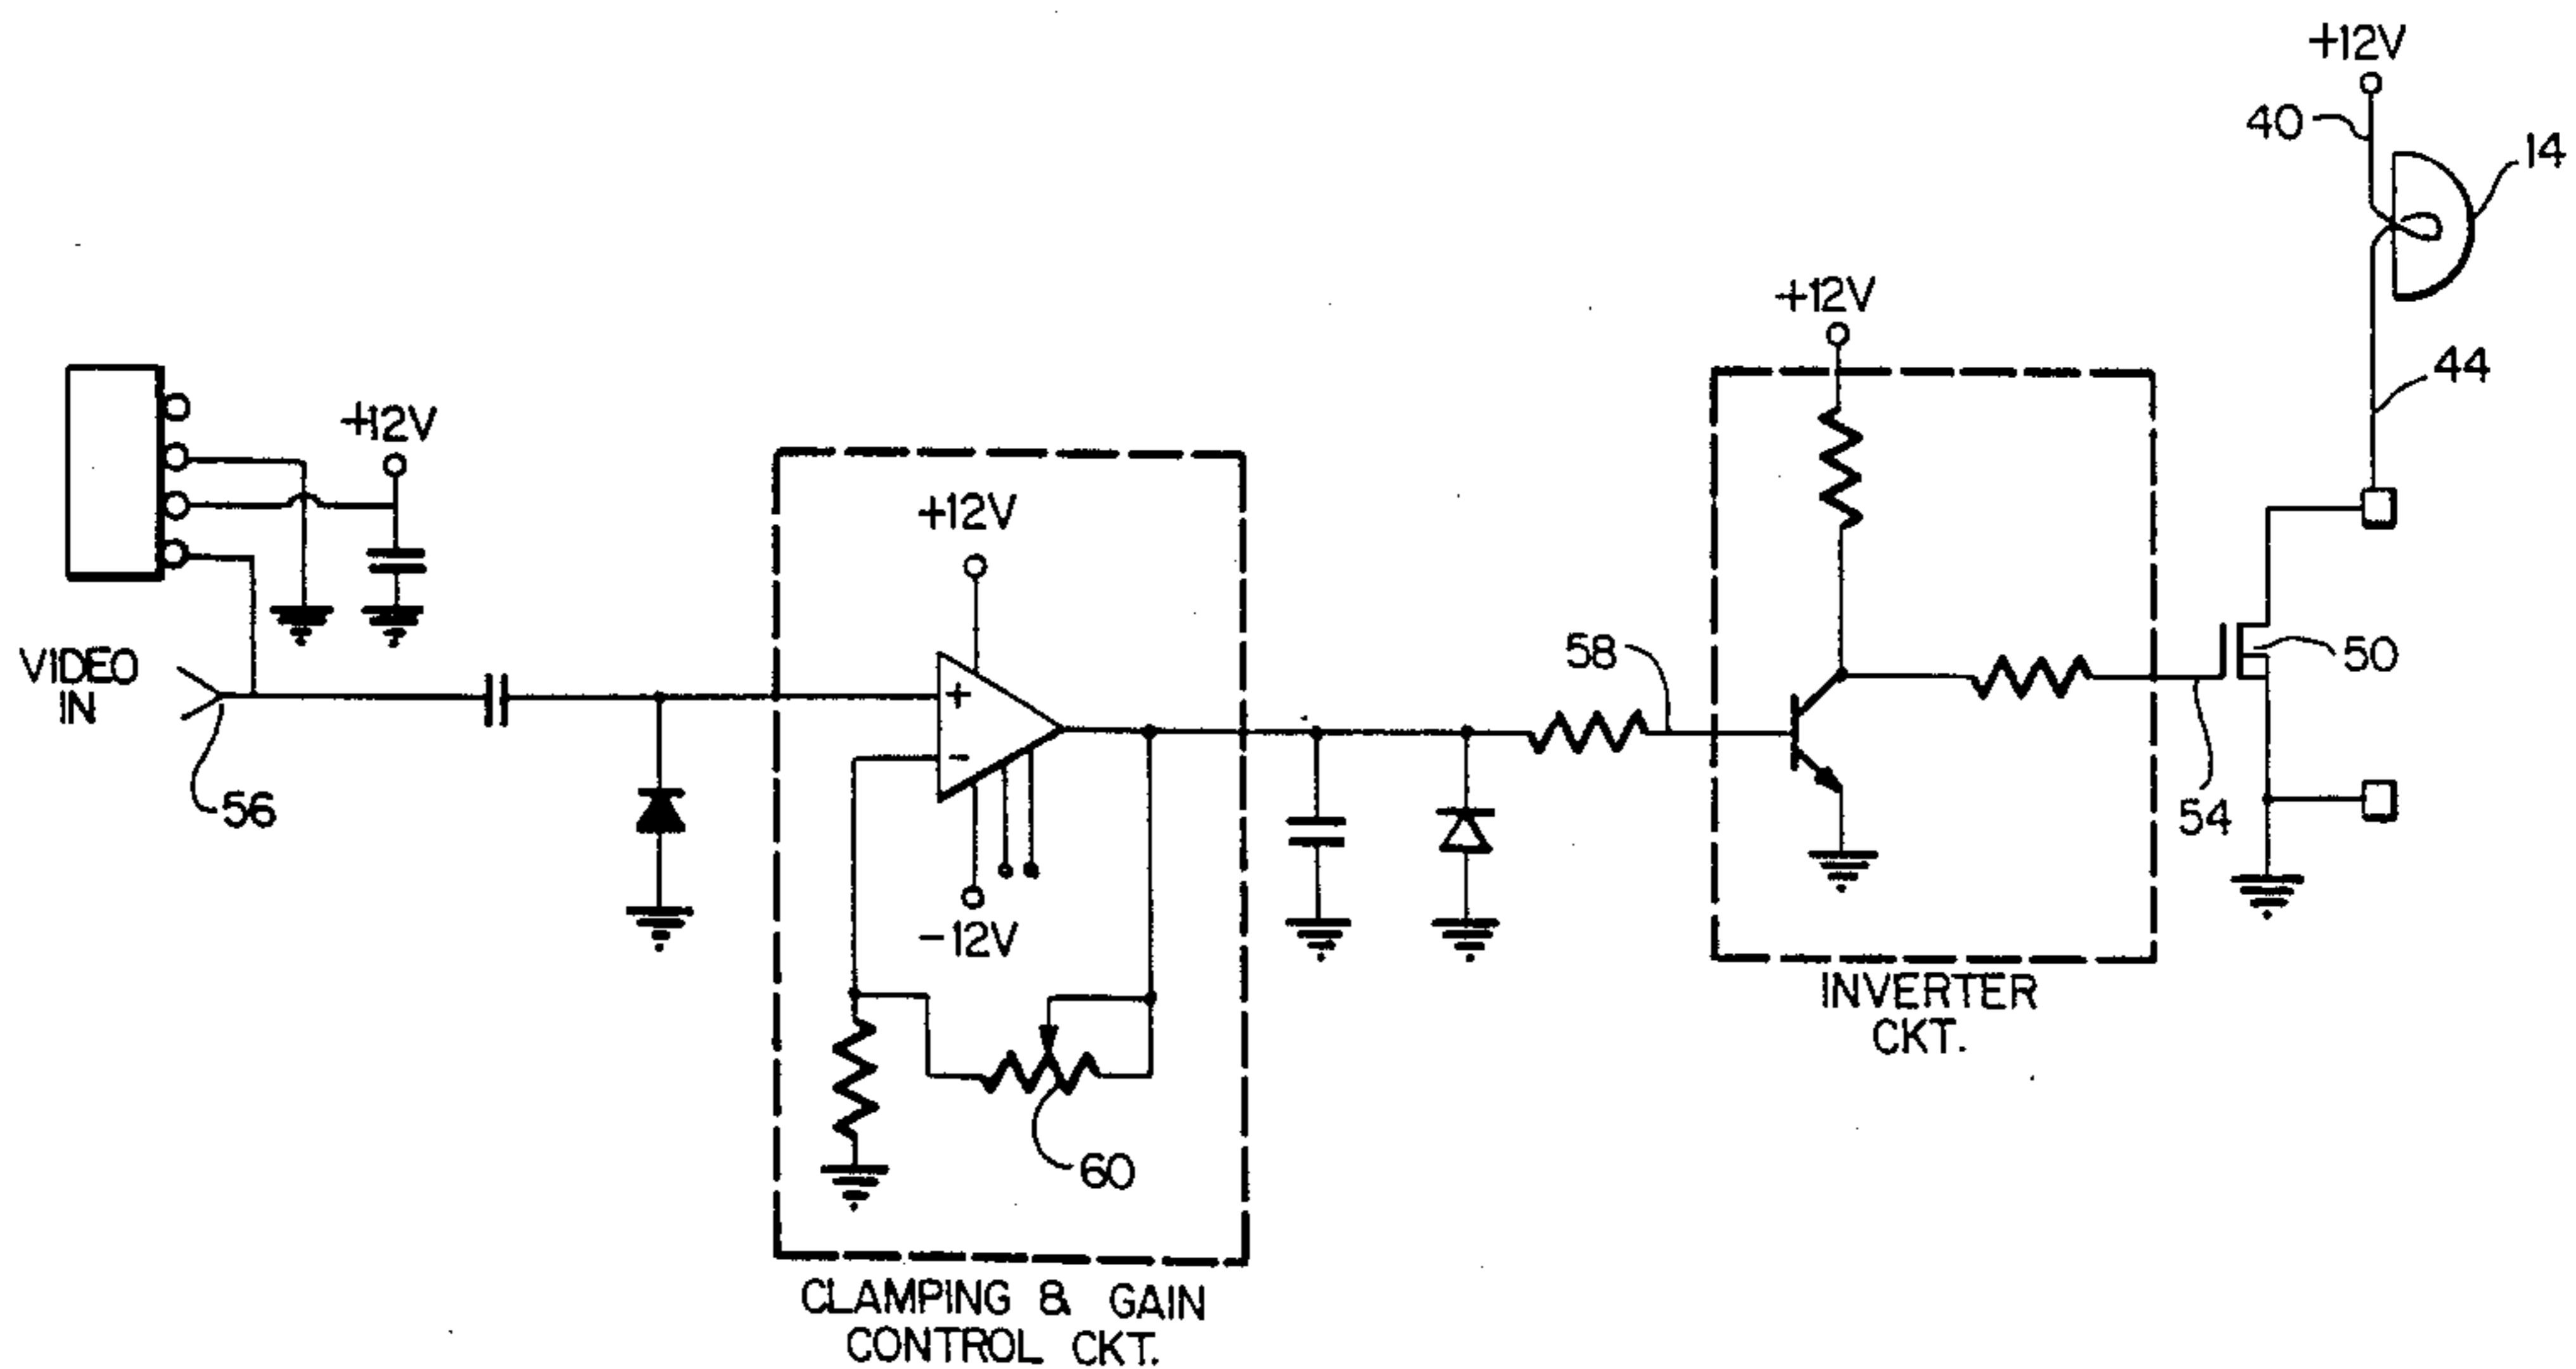 +12V
40
14
+12V
44
+12V
+12V
58
50
VIDEO
IN
+
-
56
54
-12V
INVERTER
CKT.
60
CLAMPING & GAIN
CONTROL CKT.